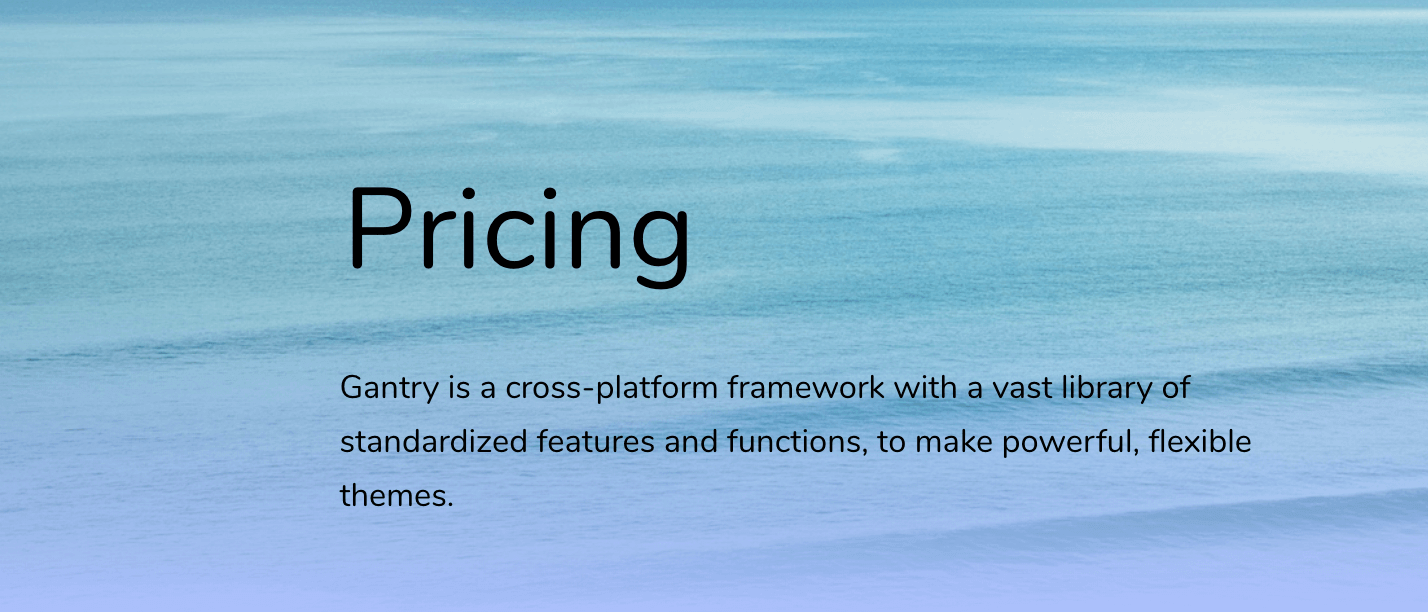 Pricing
Gantry is a cross-platform framework with a vast library of
standardized features and functions, to make powerful, flexible
themes.